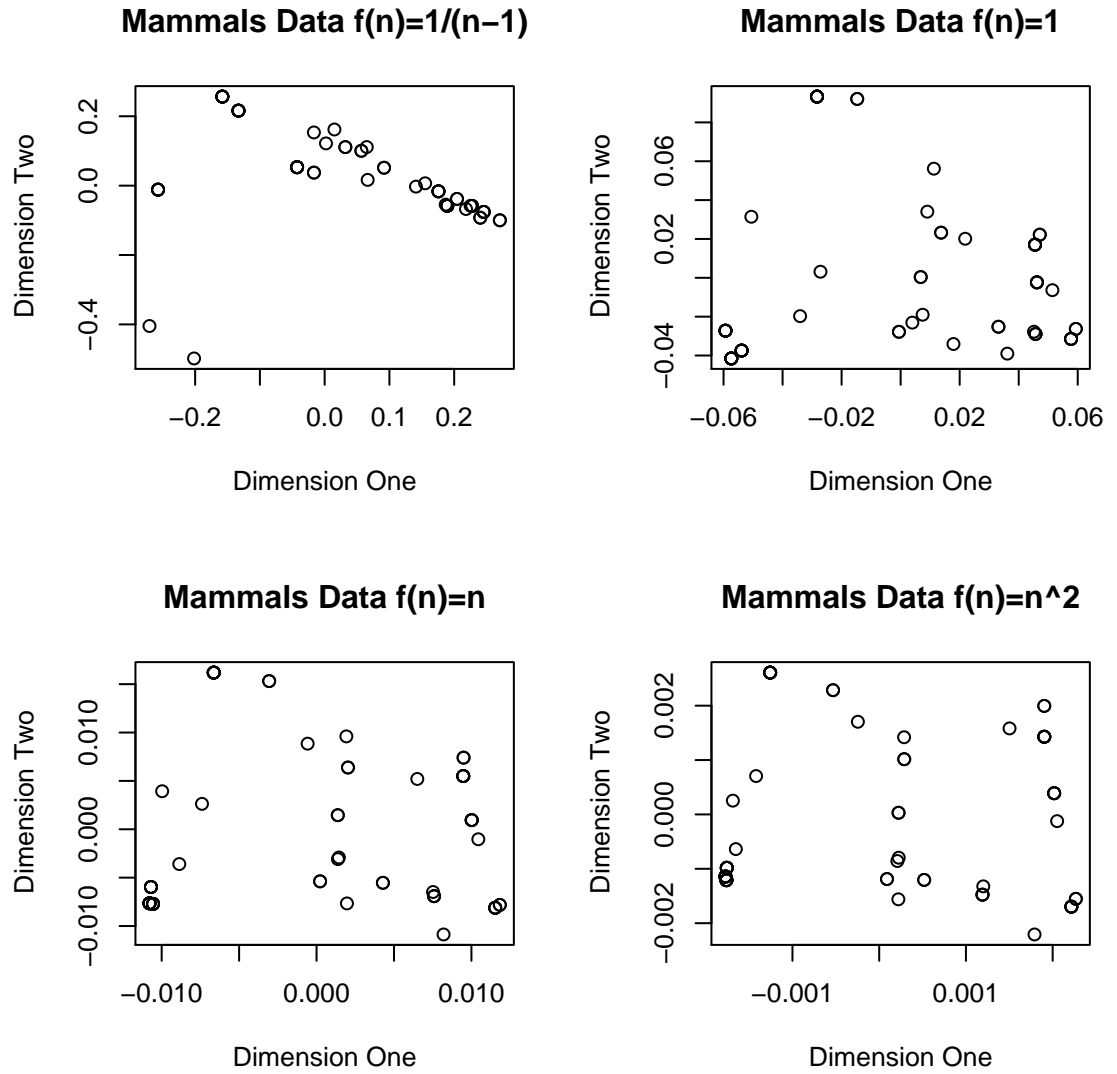 Mammals Data f(n)=1/(n−1)
Dimension Two
0.2
0.0
−0.4
−0.2 0.0 0.1 0.2
Dimension One
Mammals Data f(n)=1
Dimension Two
0.06
0.02
−0.04
−0.06 −0.02 0.02 0.06
Dimension One
Mammals Data f(n)=n
Dimension Two
0.010
0.000
−0.010
−0.010 0.000 0.010
Dimension One
Mammals Data f(n)=n^2
Dimension Two
0.002
0.000
−0.002
−0.001 0.001
Dimension One